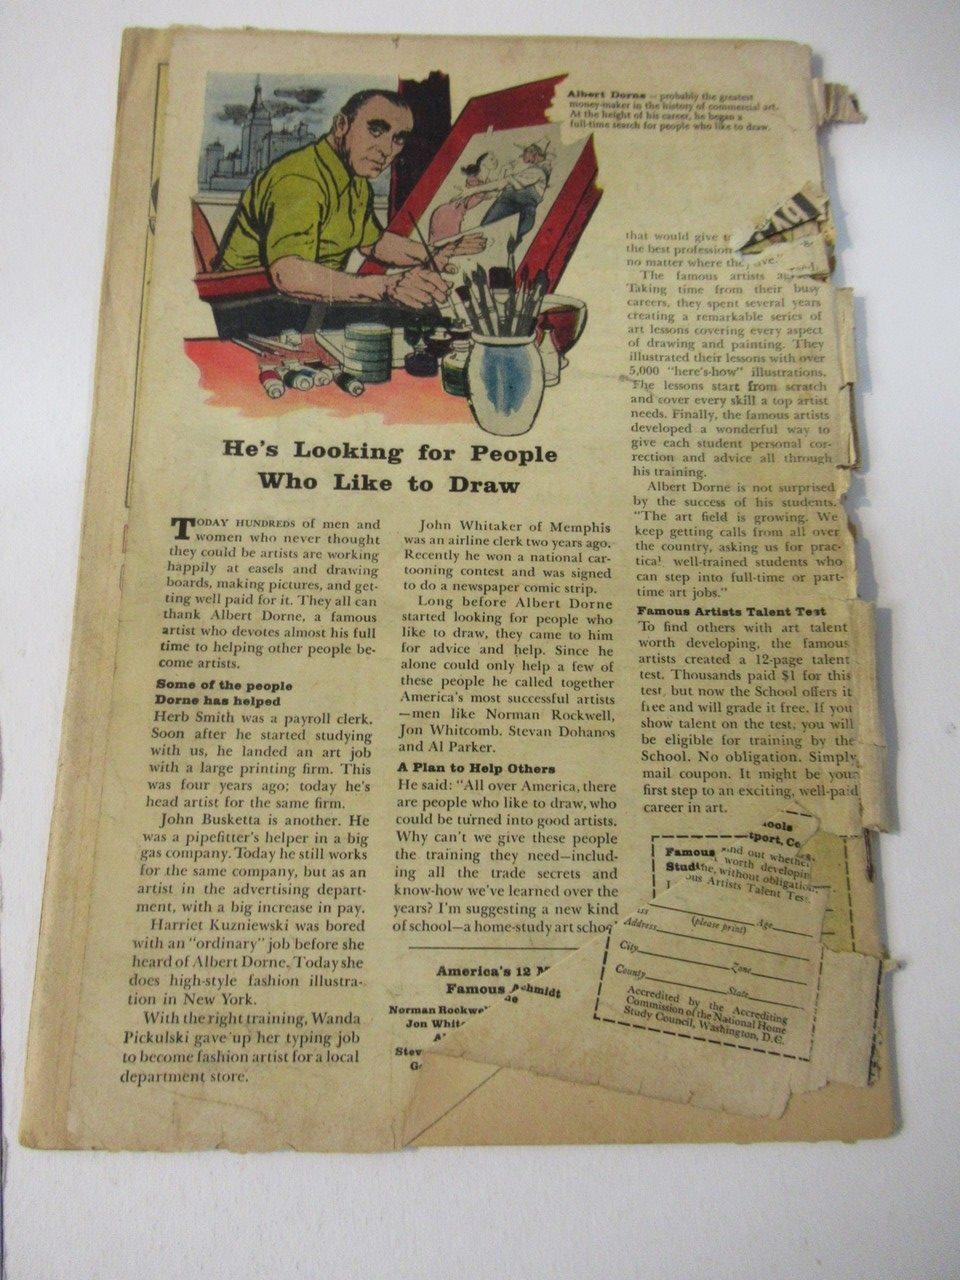 Albert Dorne — probably the greatest
money-maker in the history of commercial art.
At the height of his career, he began a
full-time search for people who like to draw.
He's Looking for People
Who Like to Draw
TODAY HUNDREDS of men and
women who never thought
they could be artists are working
happily at easels and drawing
boards, making pictures, and get-
ting well paid for it. They all can
thank Albert Dorne, a famous
artist who devotes almost his full
time to helping other people be-
come artists.
Some of the people
Dorne has helped
Herb Smith was a payroll clerk.
Soon after he started studying
with us, he landed an art job
with a large printing firm. This
was four years ago; today he's
head artist for the same firm.
John Busketta is another. He
was a pipefitter's helper in a big
gas company. Today he still works
for the same company, but as an
artist in the advertising depart-
ment, with a big increase in pay.
Harriet Kuzniewski was bored
with an "ordinary" job before she
heard of Albert Dorne. Today she
does high-style fashion illustra-
tion in New York.
With the right training, Wanda
Pickulski gave up her typing job
to become fashion artist for a local
department store.
John Whitaker of Memphis
was an airline clerk two years ago.
Recently he won a national car-
tooning contest and was signed
to do a newspaper comic strip.
Long before Albert Dorne
started looking for people who
like to draw, they came to him
for advice and help. Since he
alone could only help a few of
these people he called together
America's most successful artists
—men like Norman Rockwell,
Jon Whitcomb, Stevan Dohanos
and Al Parker.
A Plan to Help Others
He said: "All over America, there
are people who like to draw, who
could be turned into good artists.
Why can't we give these people
the training they need—includ-
ing all the trade secrets and
know-how we've learned over the
years? I'm suggesting a new kind
of school—a home-study art schoo
America's 12 M
Famous
chmidt
Norman Rockwe
Jon Whit
Stev
that would give
the best profession
no matter where the
The famous artists
Taking time from their busy
careers, they spent several years
creating a remarkable series of
art lessons covering every aspect
of drawing and painting. They
illustrated their lessons with over
5,000 "here's-how" illustrations.
The lessons start from scratch
and cover every skill a top artist
needs. Finally, the famous artists
developed a wonderful way to
give each student personal cor-
rection and advice all through
his training.
Albert Dorne is not surprised
by the success of his students.
"The art field is growing. We
keep getting calls from all over
the country, asking us for prac-
tical well-trained students who
can step into full-time or part-
time art jobs."
Famous Artists Talent Test
To find others with art talent
worth developing, the famous
artists created a 12-page talent
test. Thousands paid $1 for this
test, but now the School offers it
free and will grade it free. If you
show talent on the test, you will
be eligible for training by the
School. No obligation. Simply
mail coupon. It might be your
first step to an exciting, well-paid
career in art.
ools
tport, Co
Famous
Studi
nd out whether
worth developin
he, without obligation
ous Artists Talent Tes
ss
Age
(please print)
Address
City
Zone
County
State
Accredited by the Accrediting
Commission of the National Home
Study Council, Washington, D.C.